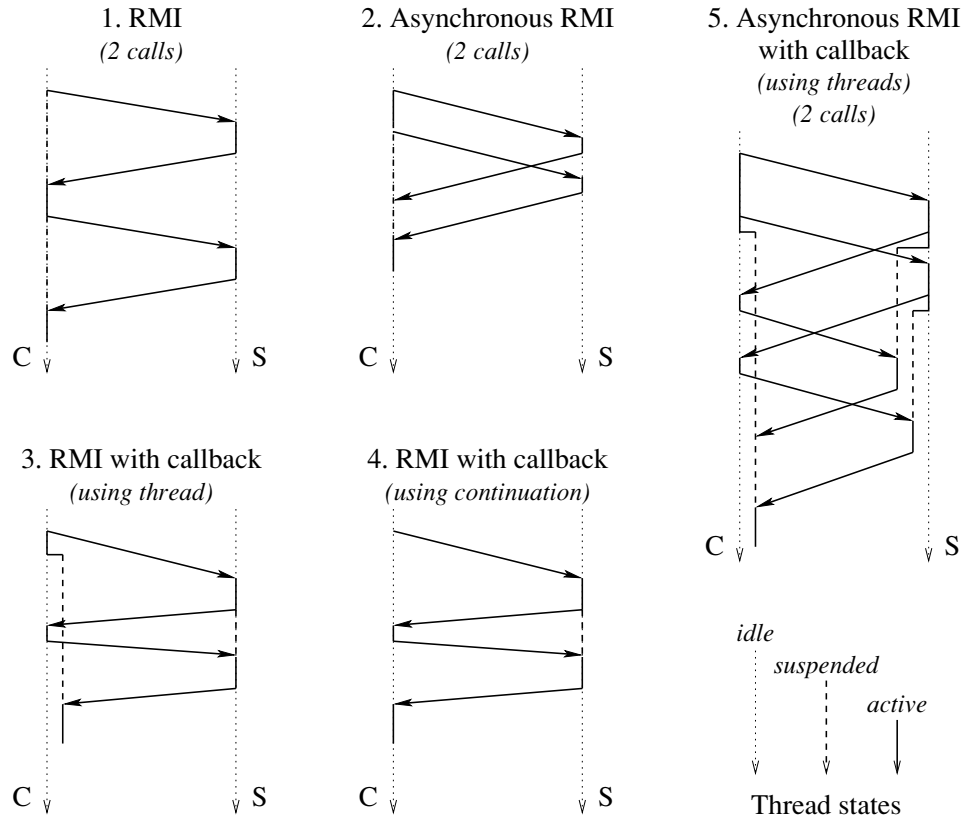 1. RMI
(2 calls)
C
S
2. Asynchronous RMI
(2 calls)
C
S
5. Asynchronous RMI
with callback
(using threads)
(2 calls)
C
S
3. RMI with callback
(using thread)
C
S
4. RMI with callback
(using continuation)
C
S
idle
suspended
active
Thread states